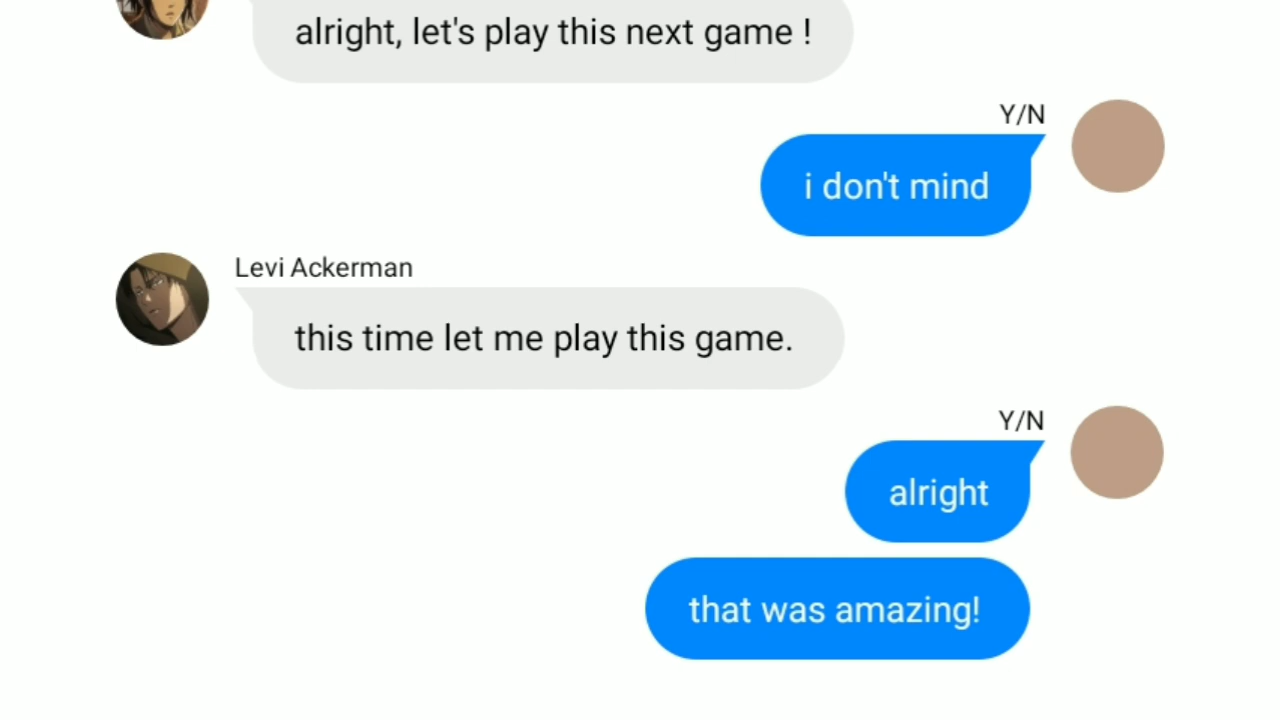 alright, let's play this next game !
Y/N
i don't mind
Levi Ackerman
this time let me play this game.
Y/N
alright
that was amazing!